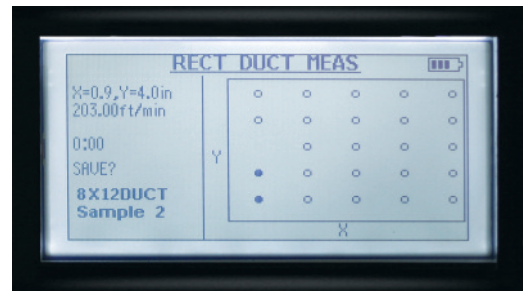 RECT DUCT MEAS
X=0.9,Y=4.0in
203.00ft/min
0:00
SAVE?
8X12DUCT
Sample 2
Y
X